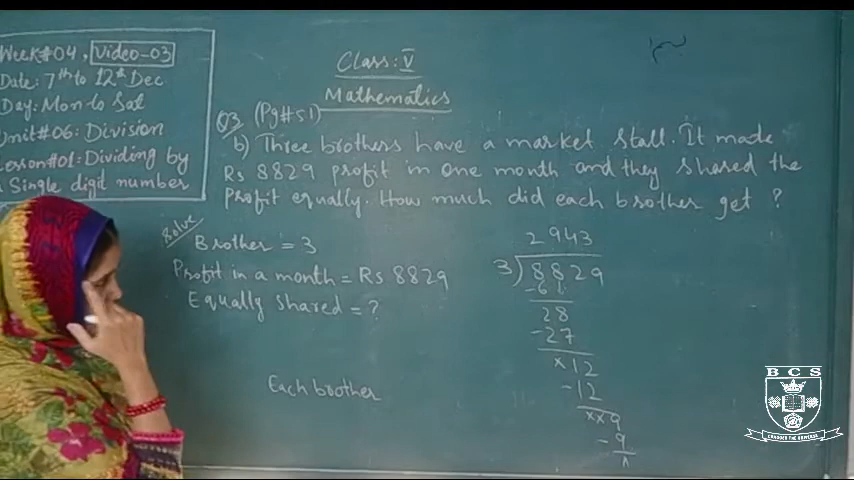 Week#04, Video-03
Date: 7th to 12th Dec
Day: Mon to Sat
Unit#06: Division
Lesson#01: Dividing by
Single digit number
Class: V
Mathematics
Q3 (Pg#51)
b) Three brothers have a market stall. It made
Rs 8829 profit in one month and they shared the
Profit equally. How much did each brother get ?
Solve
Brother = 3
Profit in a month = Rs 8829
Equally shared = ?
Each brother
2943
3)8829
-6
28
-27
x12
-12
xx9
-9
BCS
CONQUER THE UNIVERSE